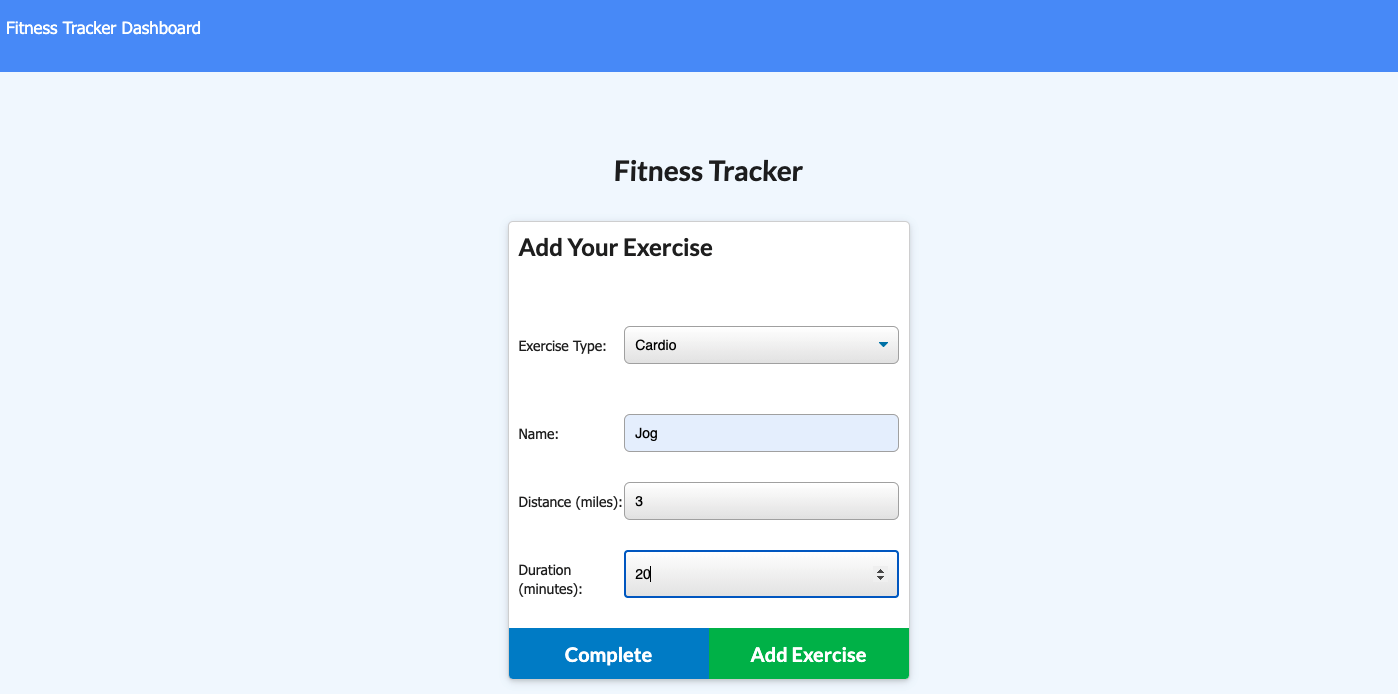 Fitness Tracker Dashboard
Fitness Tracker
Add Your Exercise
Exercise Type: Cardio
Name: Jog
Distance (miles): 3
Duration
(minutes): 20
Complete Add Exercise